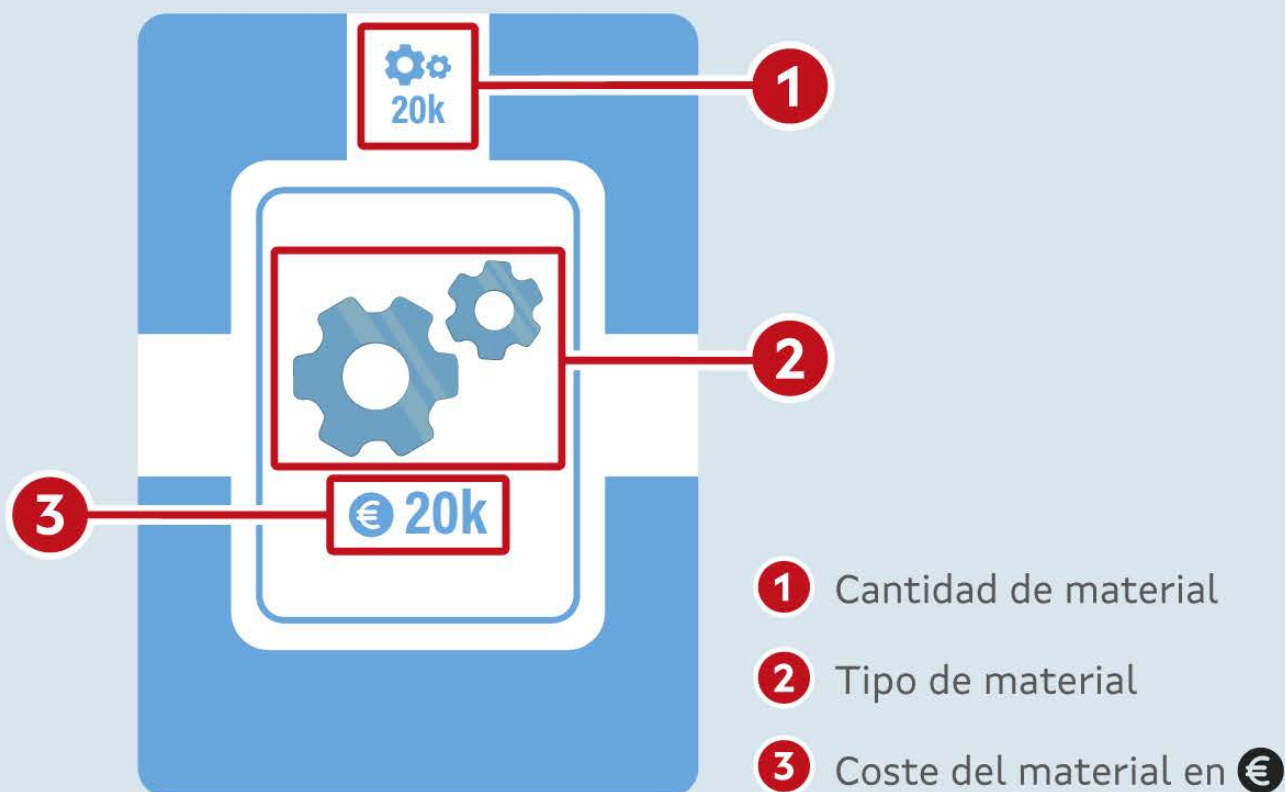 20k
1
2
3
€ 20k
1 Cantidad de material
2 Tipo de material
3 Coste del material en €